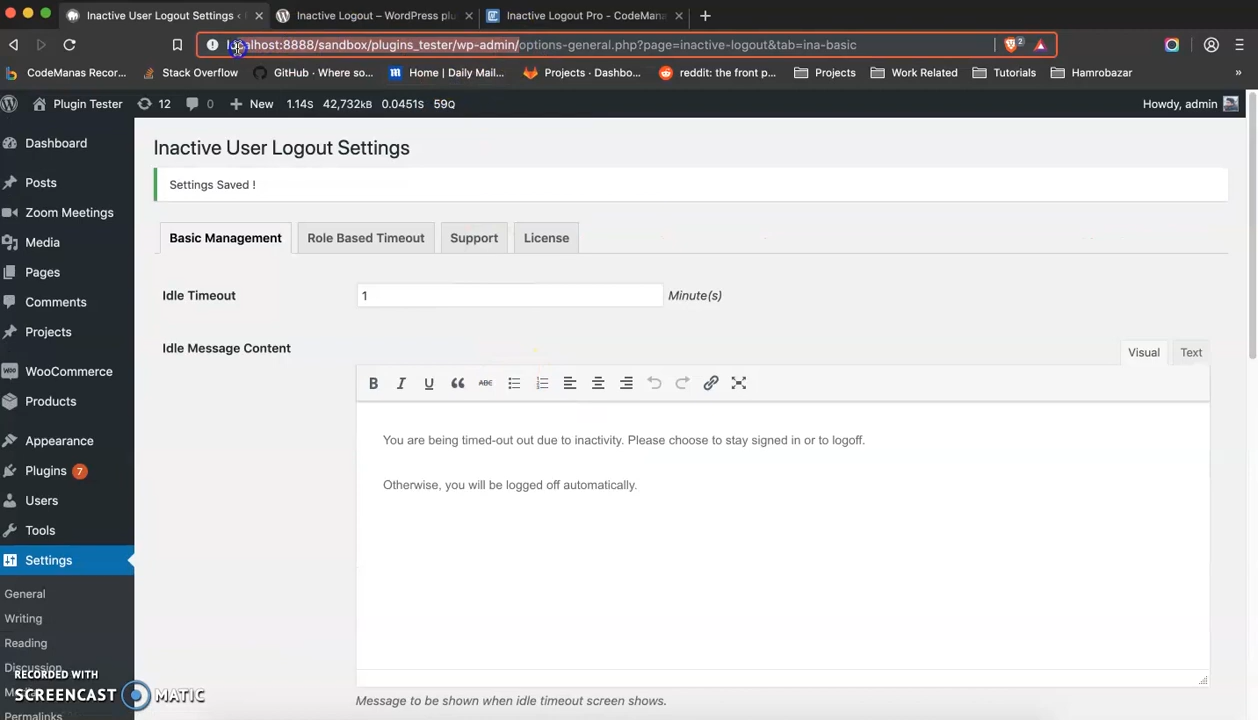 Inactive User Logout Settings ‹
Inactive Logout – WordPress plu
Inactive Logout Pro - CodeMana
localhost:8888/sandbox/plugins_tester/wp-admin/options-general.php?page=inactive-logout&tab=ina-basic
2
CodeManas Recor...
Stack Overflow
GitHub · Where so...
Home | Daily Mail...
Projects · Dashbo...
reddit: the front p...
Projects
Work Related
Tutorials
Hamrobazar
»
Plugin Tester
12
0
New
1.14S
42,732kB
0.0451S
59Q
Howdy, admin
Dashboard
Posts
Zoom Meetings
Media
Pages
Comments
Projects
WooCommerce
Products
Appearance
Plugins 7
Users
Tools
Settings
General
Writing
Reading
Discussion
Permalinks
Inactive User Logout Settings
Settings Saved !
Basic Management
Role Based Timeout
Support
License
Idle Timeout
1
Minute(s)
Idle Message Content
Visual
Text
B I U ABC
You are being timed-out out due to inactivity. Please choose to stay signed in or to logoff.
Otherwise, you will be logged off automatically.
Message to be shown when idle timeout screen shows.
RECORDED WITH
SCREENCAST MATIC